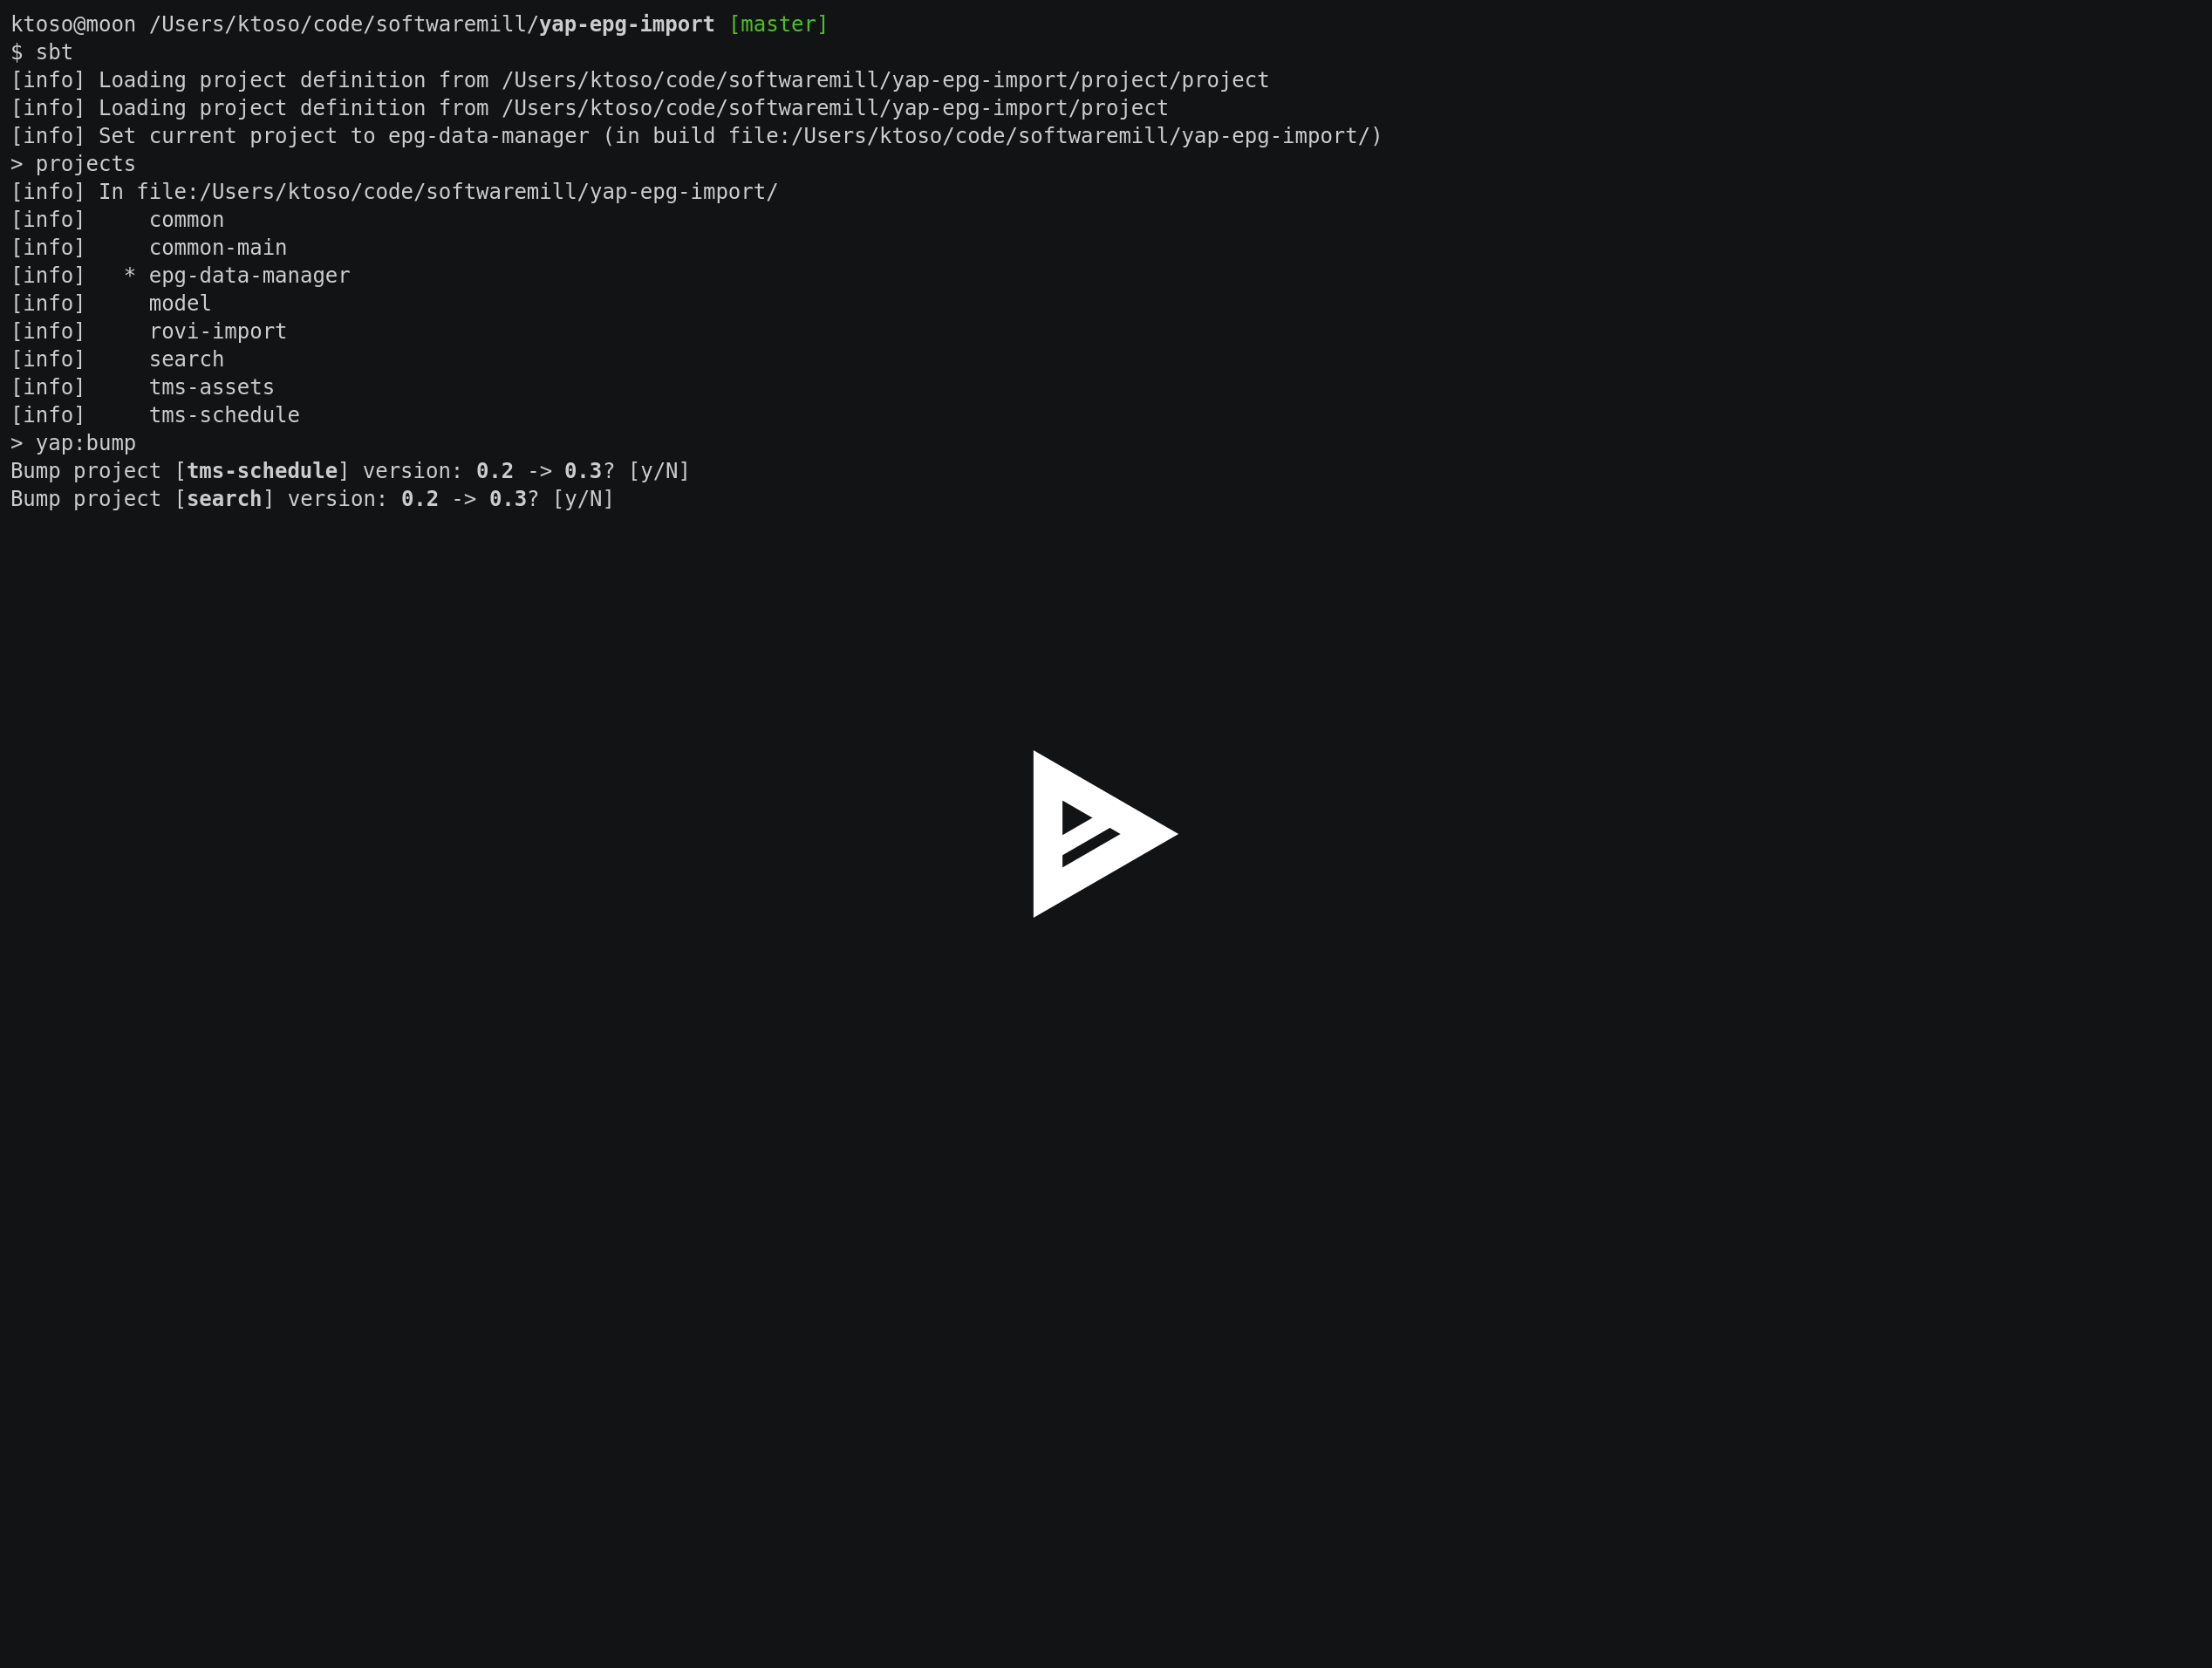 ktoso@moon /Users/ktoso/code/softwaremill/yap-epg-import [master]
$ sbt
[info] Loading project definition from /Users/ktoso/code/softwaremill/yap-epg-import/project/project
[info] Loading project definition from /Users/ktoso/code/softwaremill/yap-epg-import/project
[info] Set current project to epg-data-manager (in build file:/Users/ktoso/code/softwaremill/yap-epg-import/)
> projects
[info] In file:/Users/ktoso/code/softwaremill/yap-epg-import/
[info]     common
[info]     common-main
[info]   * epg-data-manager
[info]     model
[info]     rovi-import
[info]     search
[info]     tms-assets
[info]     tms-schedule
> yap:bump
Bump project [tms-schedule] version: 0.2 -> 0.3? [y/N]
Bump project [search] version: 0.2 -> 0.3? [y/N]